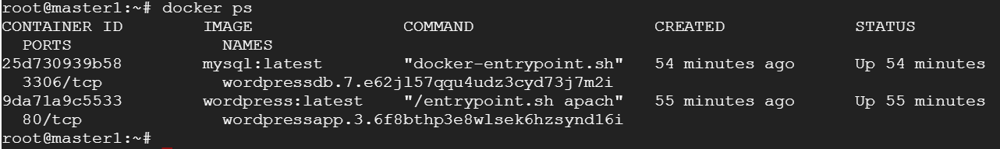 root@master1:~# docker ps
CONTAINER ID IMAGE COMMAND CREATED STATUS
PORTS NAMES
25d730939b58 mysql:latest "docker-entrypoint.sh" 54 minutes ago Up 54 minutes
3306/tcp wordpressdb.7.e62jl57qqu4udz3cyd73j7m2i
9da71a9c5533 wordpress:latest "/entrypoint.sh apach" 55 minutes ago Up 55 minutes
80/tcp wordpressapp.3.6f8bthp3e8wlsek6hzsynd16i
root@master1:~#